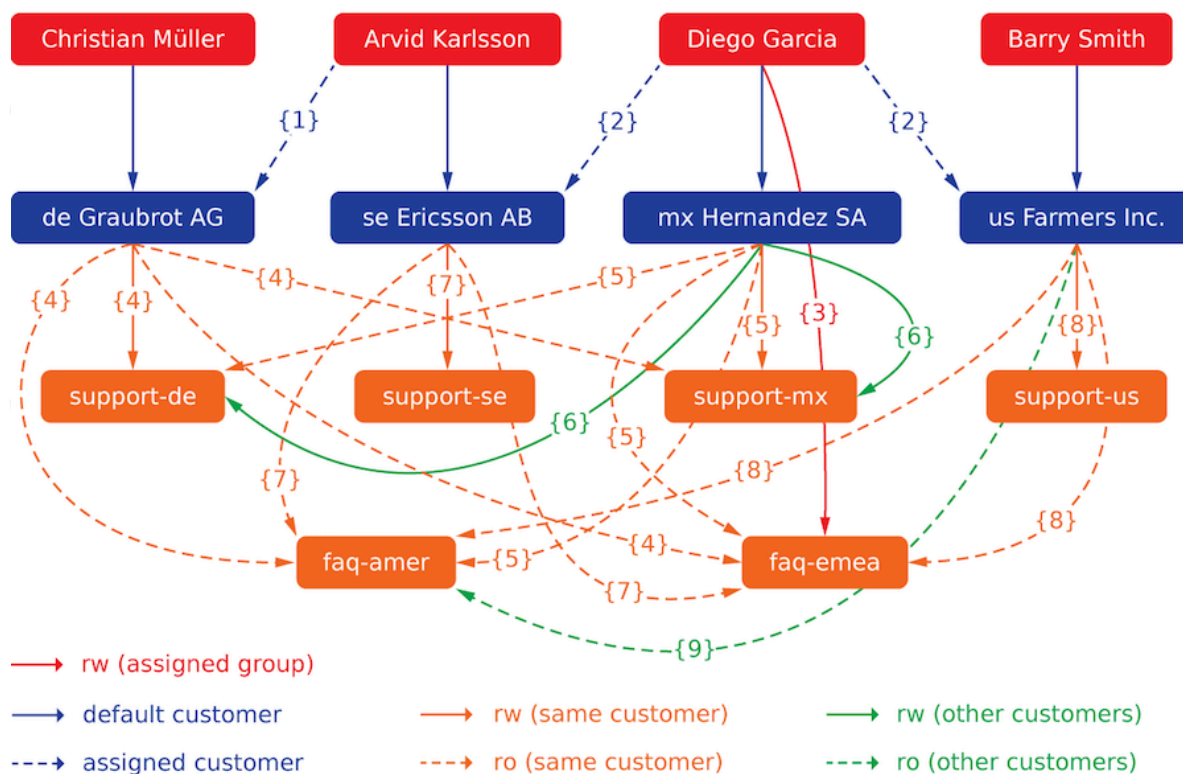 Christian Müller
Arvid Karlsson
Diego Garcia
Barry Smith
{1}
{2}
{2}
de Graubrot AG
se Ericsson AB
mx Hernandez SA
us Farmers Inc.
{4}
{4}
{4}
{7}
{5}
{5}
{3}
{6}
{8}
support-de
support-se
support-mx
support-us
{6}
{5}
{7}
{8}
{8}
{4}
{5}
{7}
faq-amer
faq-emea
{9}
rw (assigned group)
default customer
rw (same customer)
rw (other customers)
assigned customer
ro (same customer)
ro (other customers)